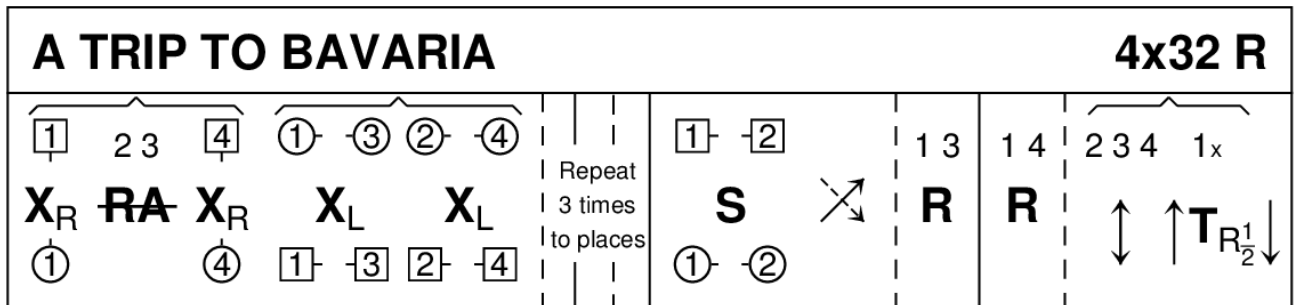 A TRIP TO BAVARIA 4x32 R
1 2 3 4 1 3 2 4 1 2 1 3 1 4 2 3 4 1x
XR RA XR XL XL Repeat 3 times to places S R R TR½
1 4 1 3 2 4 1 2